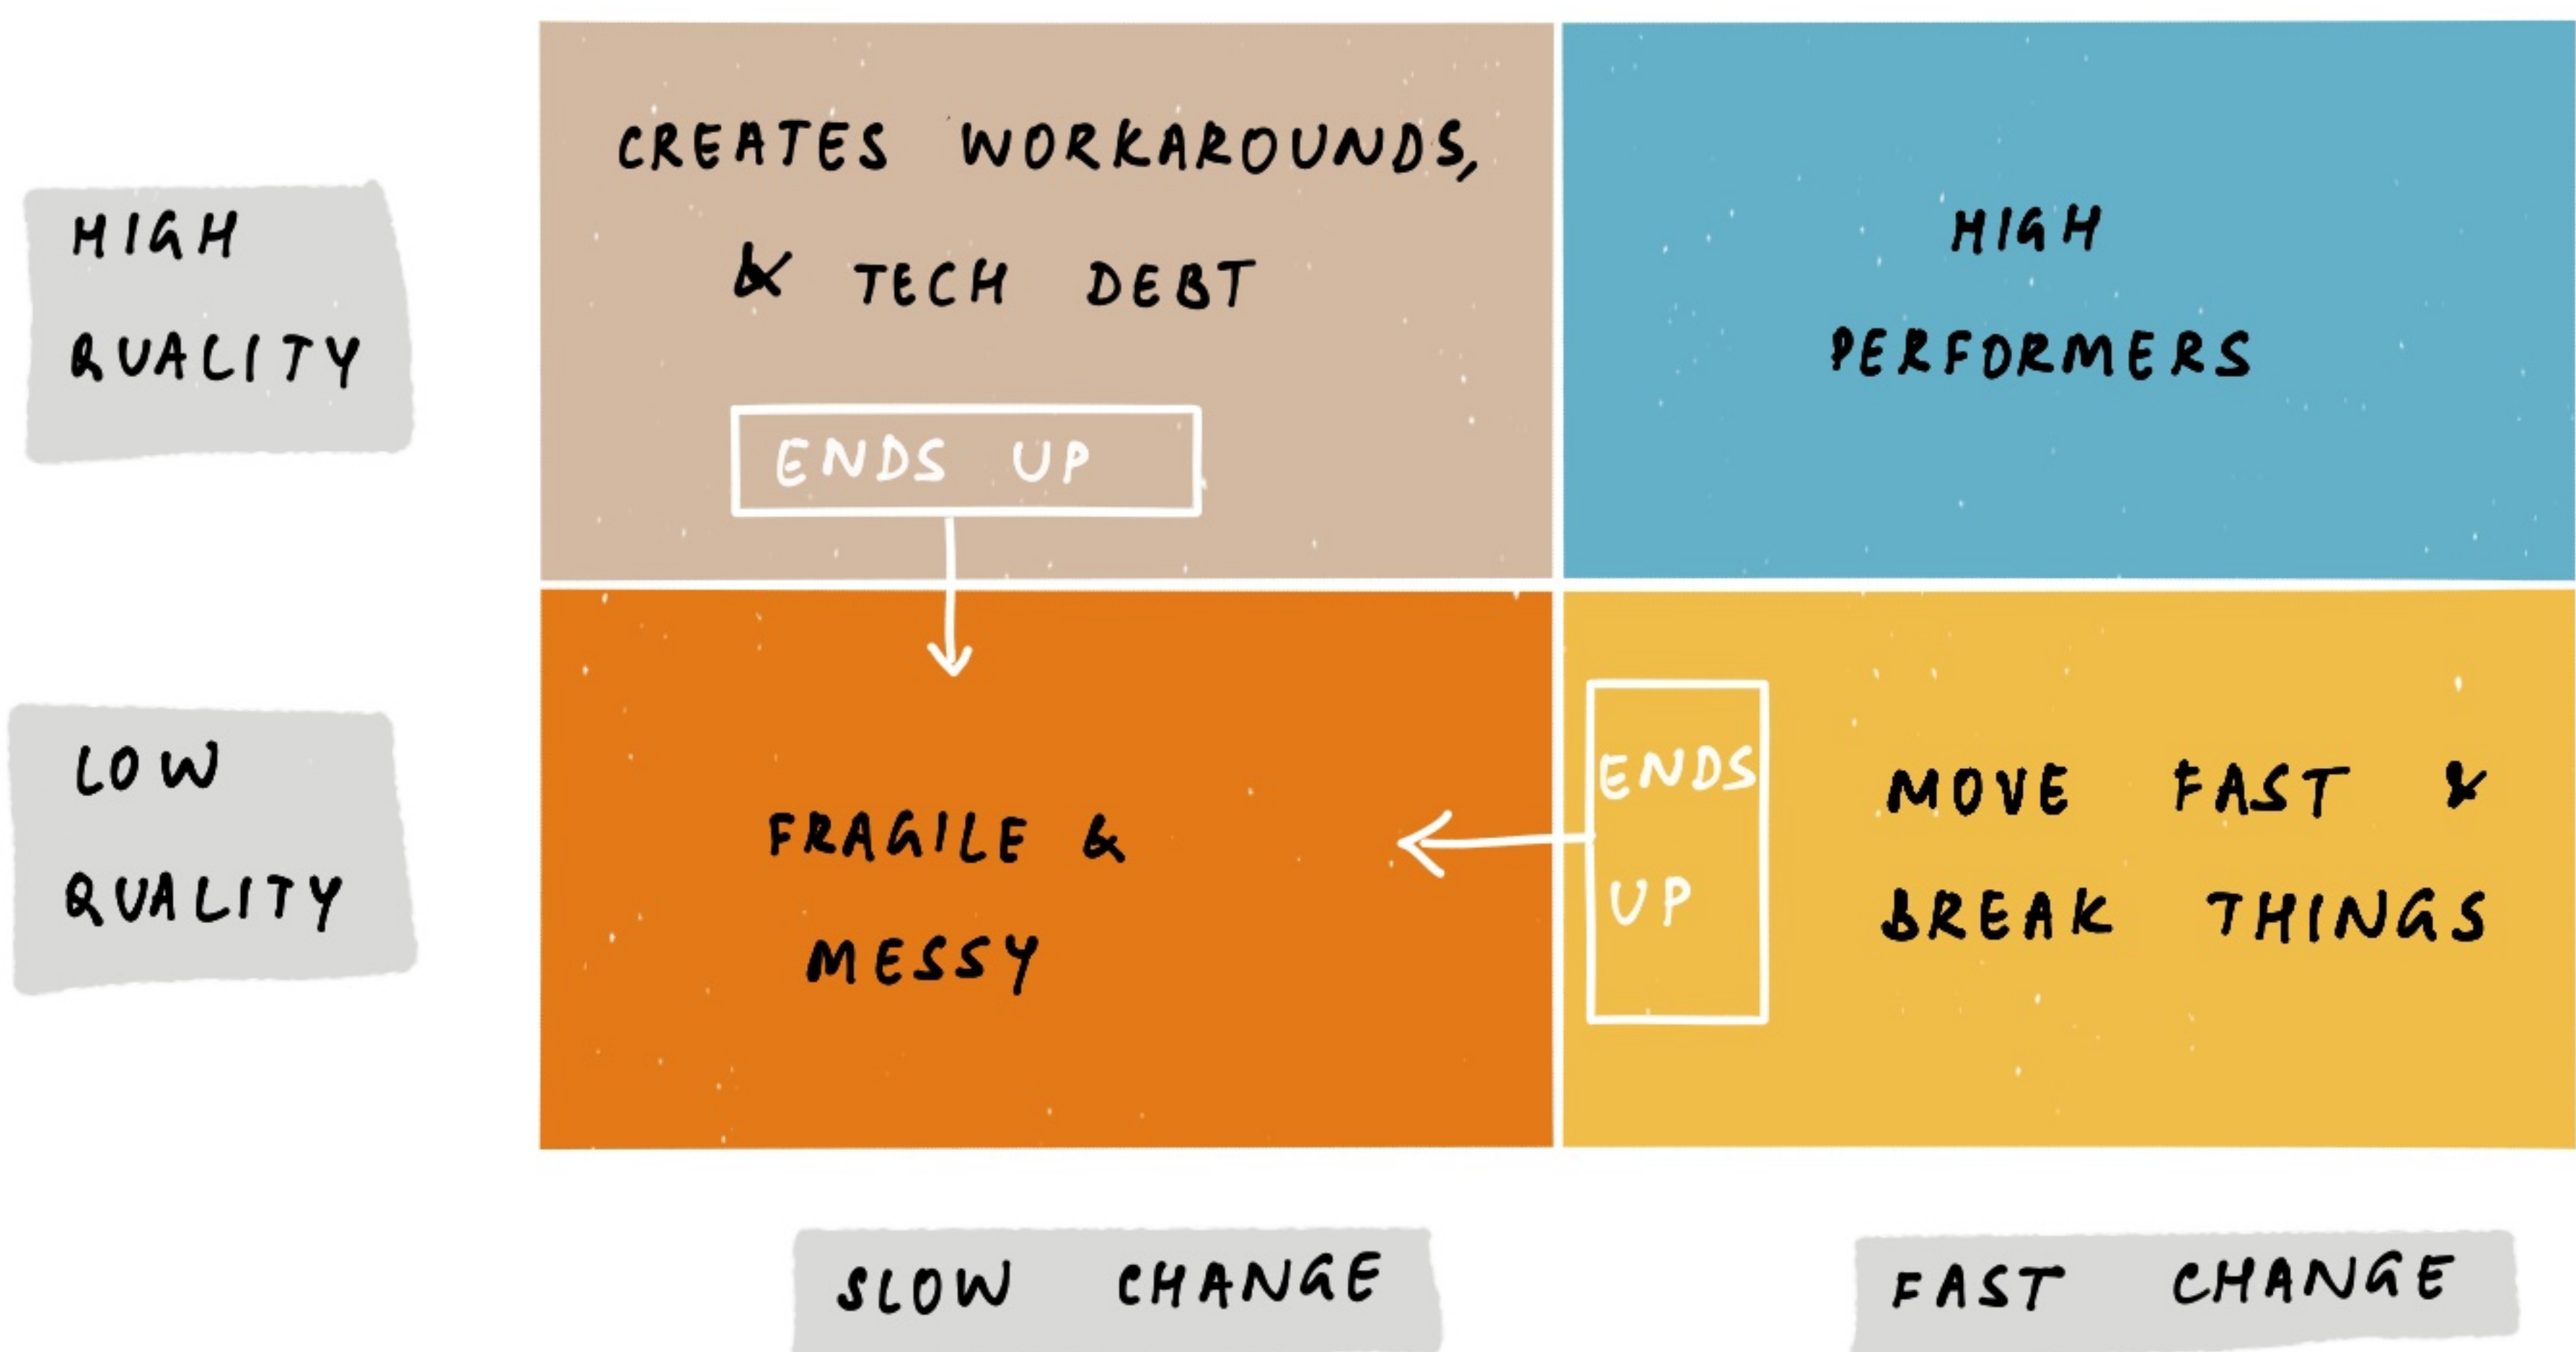 HIGH
QUALITY
CREATES WORKAROUNDS,
& TECH DEBT
ENDS UP
HIGH
PERFORMERS
LOW
QUALITY
FRAGILE &
MESSY
ENDS
UP
MOVE FAST &
BREAK THINGS
SLOW CHANGE
FAST CHANGE